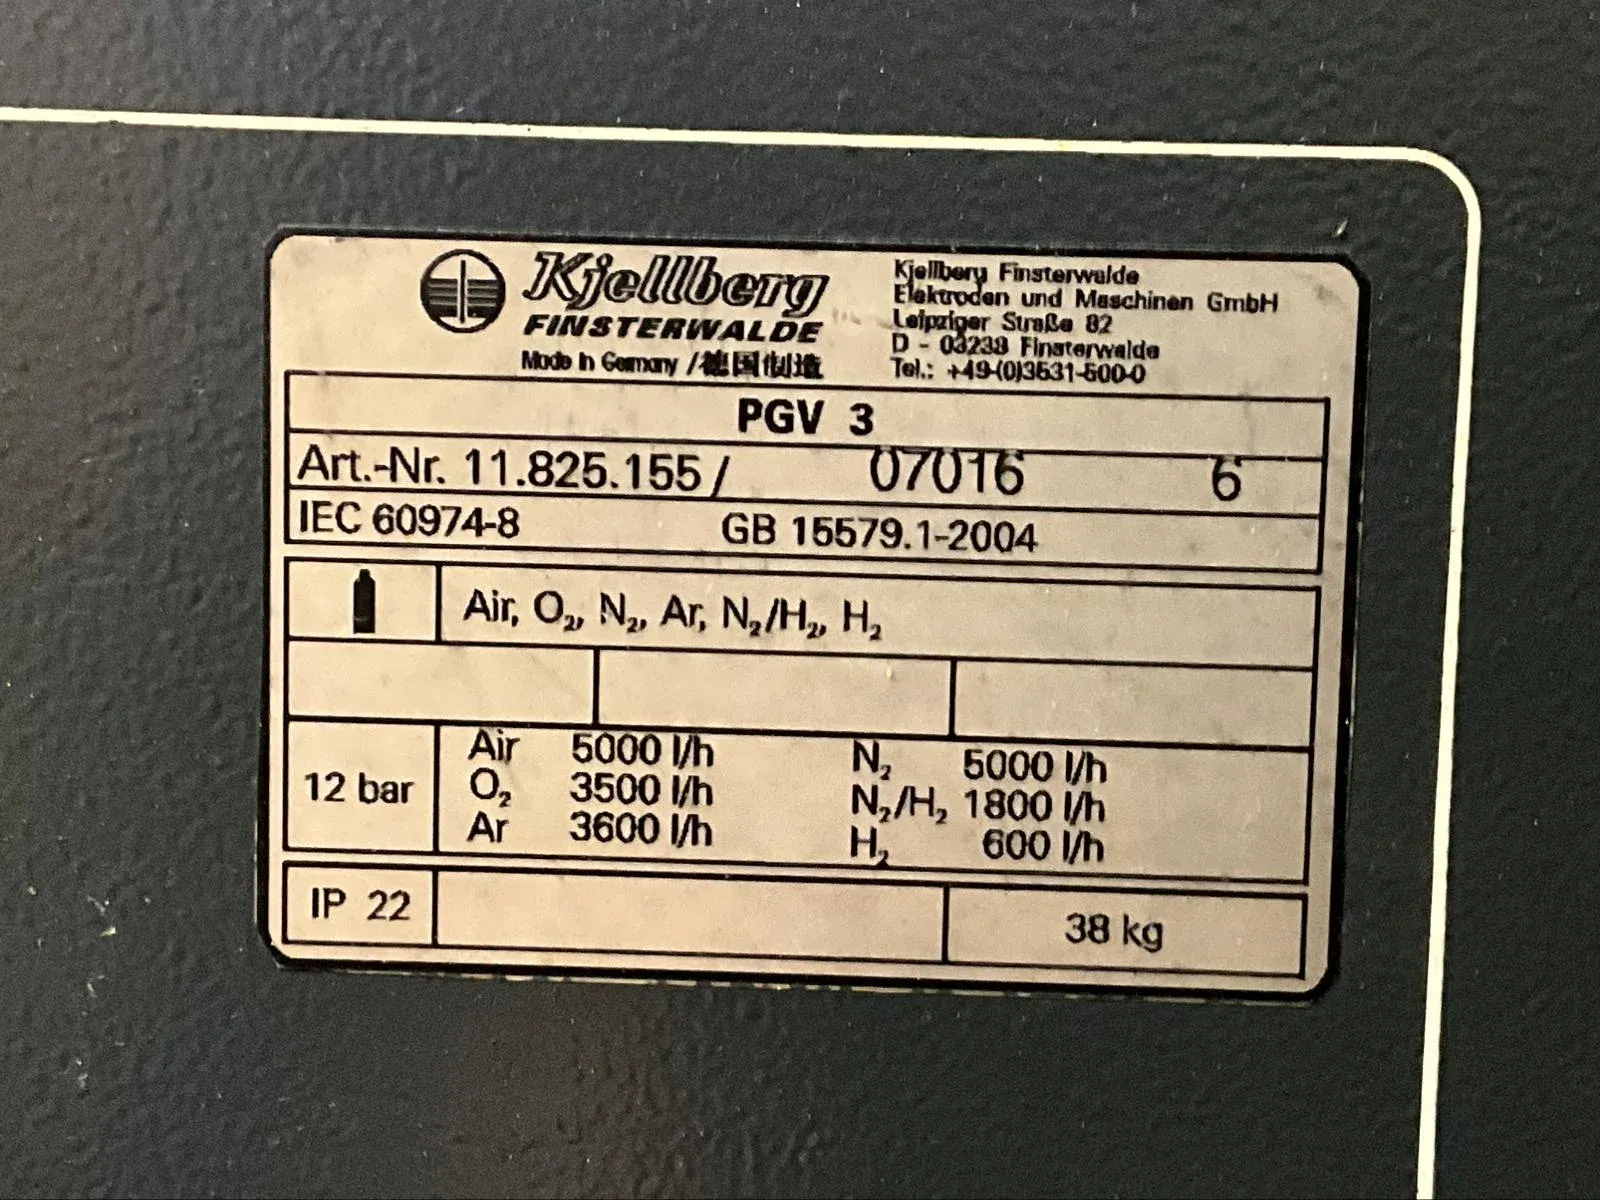 Kjellberg
FINSTERWALDE
Made in Germany / 德国制造
Kjellberg Finsterwalde
Elektroden und Maschinen GmbH
Leipziger Straße 82
D - 03238 Finsterwalde
Tel.: +49-(0)3531-500-0
PGV 3
Art.-Nr. 11.825.155 / 07016 6
IEC 60974-8 GB 15579.1-2004
Air, O₂, N₂, Ar, N₂/H₂, H₂
12 bar
Air 5000 l/h N₂ 5000 l/h
O₂ 3500 l/h N₂/H₂ 1800 l/h
Ar 3600 l/h H₂ 600 l/h
IP 22 38 kg